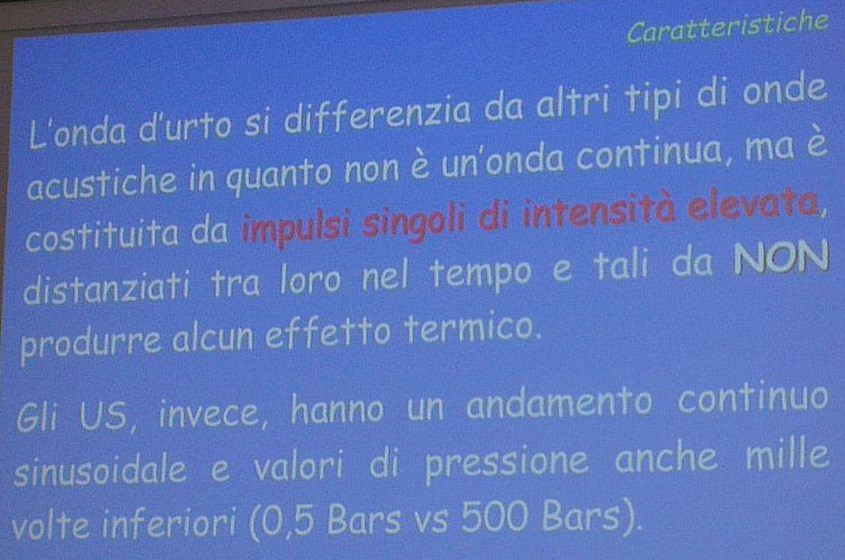 Caratteristiche
L'onda d'urto si differenzia da altri tipi di onde
acustiche in quanto non è un'onda continua, ma è
costituita da impulsi singoli di intensità elevata,
distanziati tra loro nel tempo e tali da NON
produrre alcun effetto termico.
Gli US, invece, hanno un andamento continuo
sinusoidale e valori di pressione anche mille
volte inferiori (0,5 Bars vs 500 Bars).